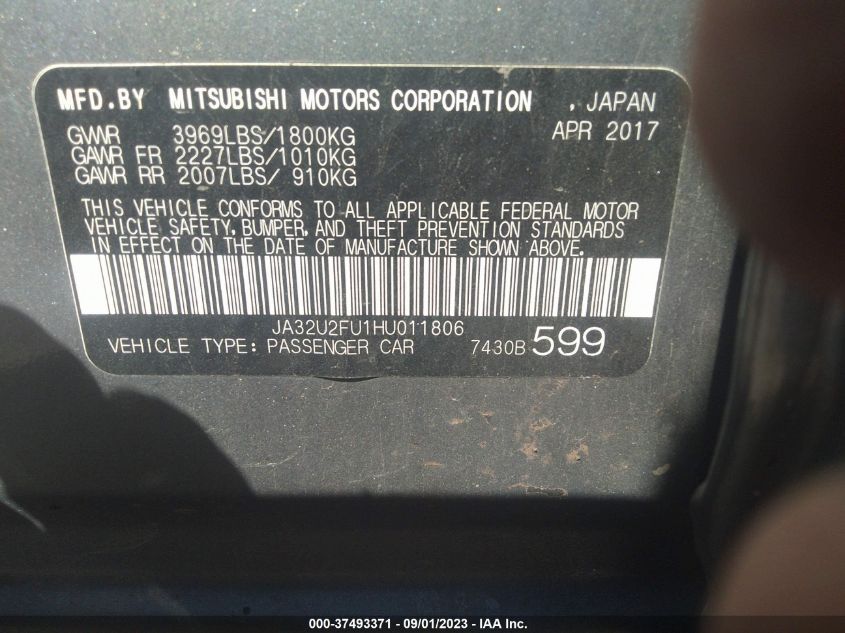 MFD.BY MITSUBISHI MOTORS CORPORATION , JAPAN
GVWR 3969LBS/1800KG APR 2017
GAWR FR 2227LBS/1010KG
GAWR RR 2007LBS/ 910KG
THIS VEHICLE CONFORMS TO ALL APPLICABLE FEDERAL MOTOR
VEHICLE SAFETY, BUMPER, AND THEFT PREVENTION STANDARDS
IN EFFECT ON THE DATE OF MANUFACTURE SHOWN ABOVE.
JA32U2FU1HU011806
VEHICLE TYPE: PASSENGER CAR 7430B 599
000-37493371 - 09/01/2023 - IAA Inc.